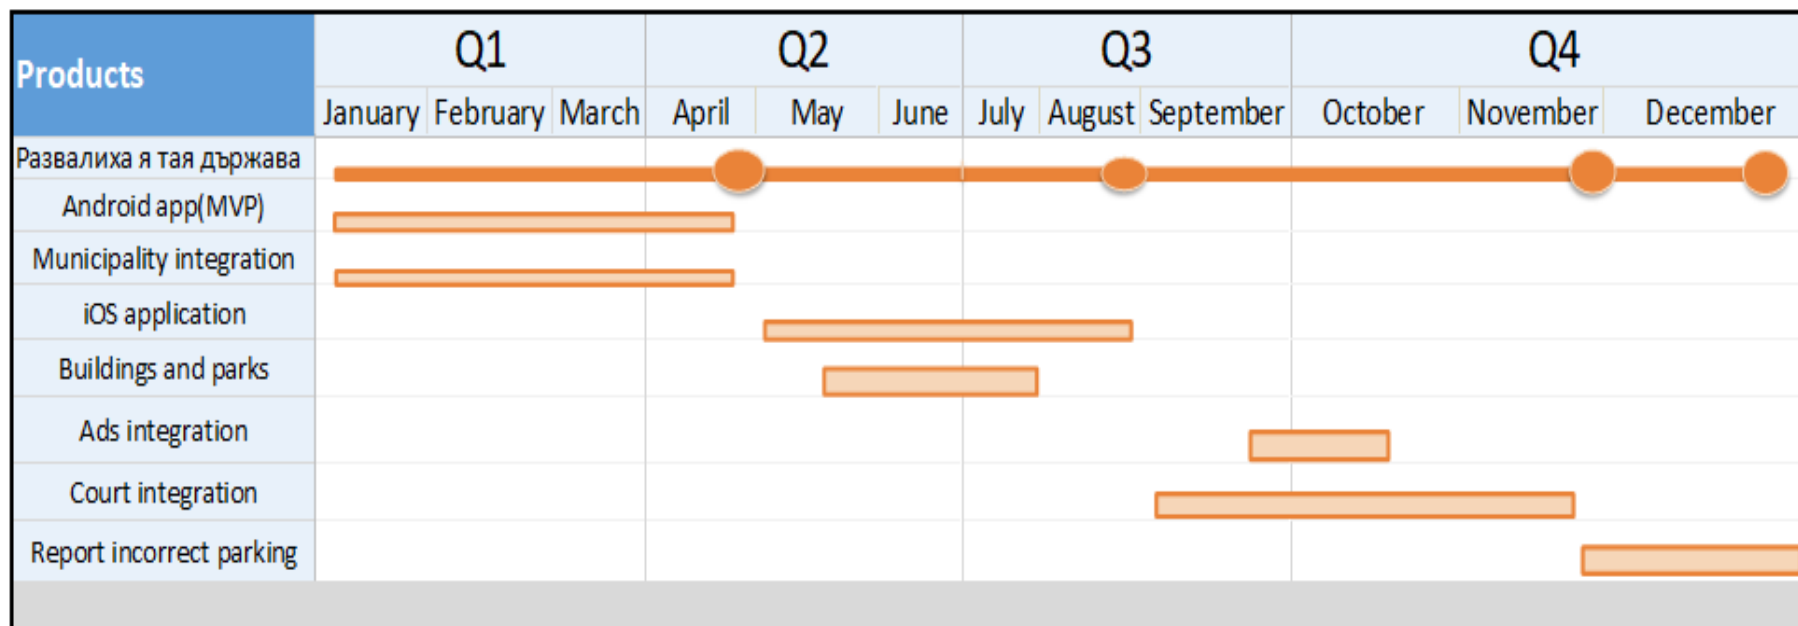 Products
Q1 Q2 Q3 Q4
January February March April May June July August September October November December
Развалиха я тая държава
Android app(MVP)
Municipality integration
iOS application
Buildings and parks
Ads integration
Court integration
Report incorrect parking